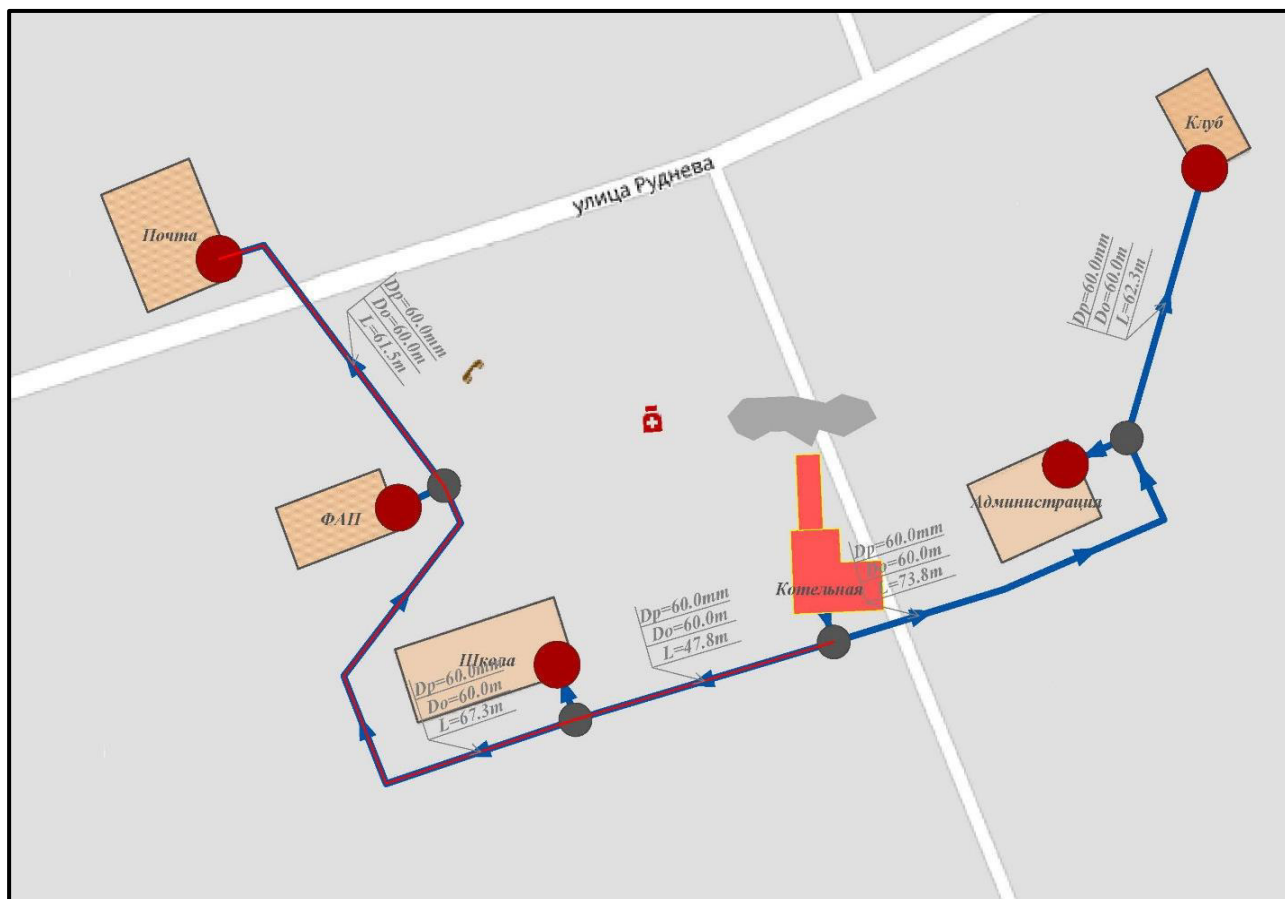 Клуб
улица Руднева
Почта
Dp=60.0mm
Do=60.0m
L=61.5m
Dp=60.0mm
Do=60.0m
L=62.3m
ФАП
Администрация
Dp=60.0mm
Do=60.0m
L=73.8m
Котельная
Dp=60.0mm
Do=60.0m
L=47.8m
Школа
Dp=60.0mm
Do=60.0m
L=67.3m